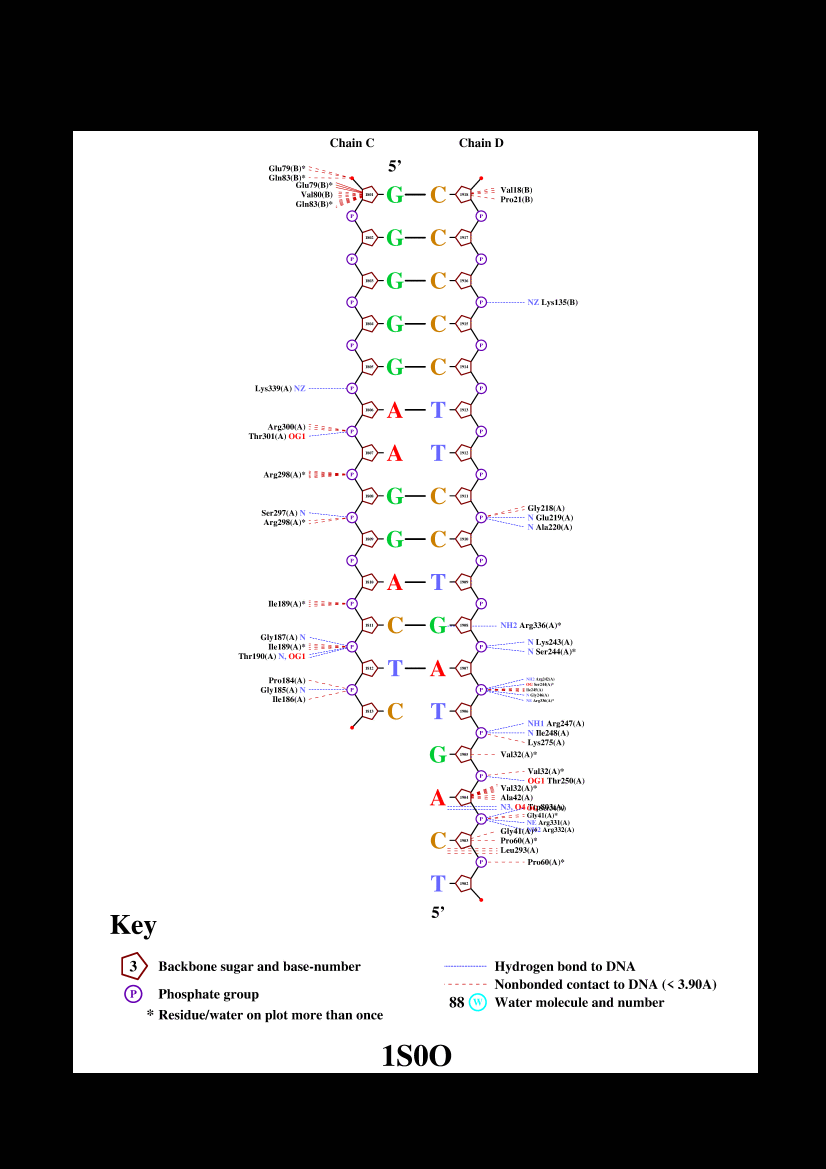 Chain C Chain D
5’
Glu79(B)*
Gln83(B)*
Glu79(B)*
Val80(B)
Gln83(B)*
1801 G C 1918
Val18(B)
Pro21(B)
P P
1802 G C 1917
P P
1803 G C 1916
P P NZ Lys135(B)
1804 G C 1915
P P
1805 G C 1914
Lys339(A) NZ P P
1806 A T 1913
Arg300(A)
Thr301(A) OG1 P P
1807 A T 1912
Arg298(A)* P P
1808 G C 1911
Ser297(A) N
Arg298(A)*
P P
Gly218(A)
N Glu219(A)
N Ala220(A)
1809 G C 1910
P P
1810 A T 1909
Ile189(A)* P P
1811 C G 1908 NH2 Arg336(A)*
Gly187(A) N
Ile189(A)*
Thr190(A) N, OG1
P P
N Lys243(A)
N Ser244(A)*
1812 T A 1907
Pro184(A)
Gly185(A) N
Ile186(A)
P P
OG Ser244(A)*
Ile245(A)
N Gly246(A)
NE Arg336(A)*
1813 C T 1906
P
NH1 Arg247(A)
N Ile248(A)
Lys275(A)
G 1905 Val32(A)*
P
Val32(A)*
OG1 Thr250(A)
A 1904
Val32(A)*
Ala42(A)
P
Gly41(A)*
NE Arg331(A)
Arg332(A)
C 1903
Gly41(A)*
Pro60(A)*
Leu293(A)
P Pro60(A)*
T 1902
5’
Key
3 Backbone sugar and base-number
P Phosphate group
* Residue/water on plot more than once
Hydrogen bond to DNA
Nonbonded contact to DNA (< 3.90A)
88 W Water molecule and number
1S0O